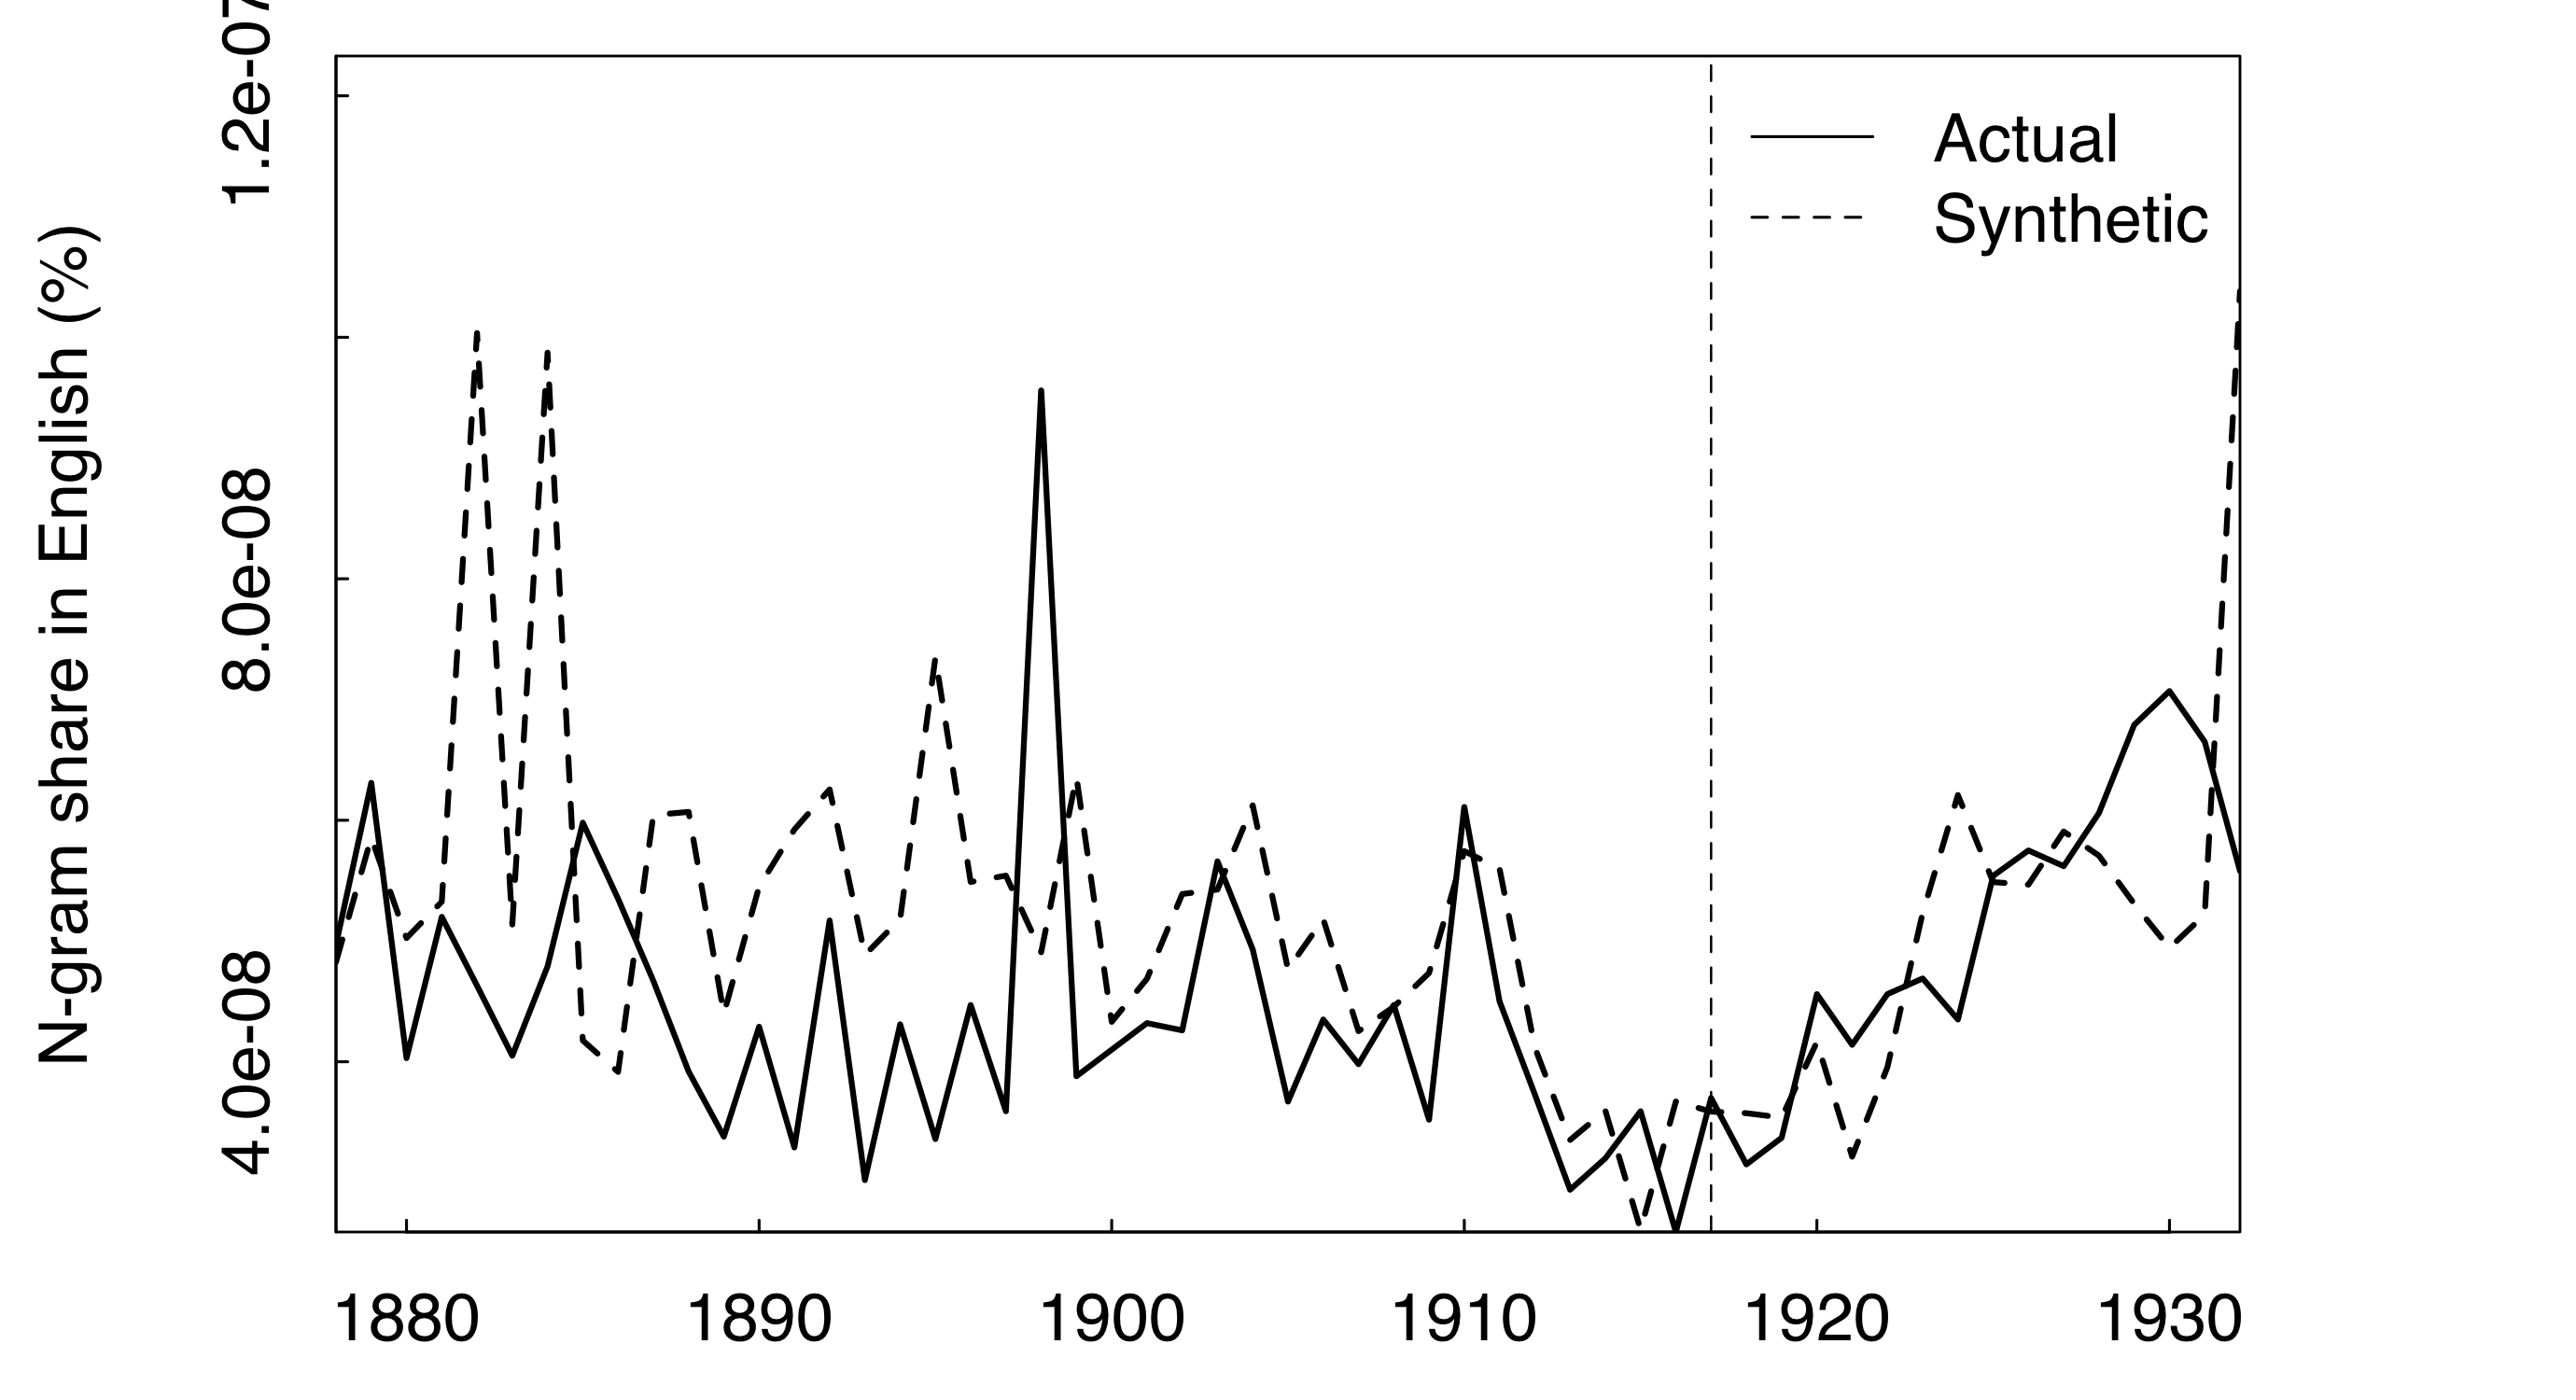 N-gram share in English (%)
1.2e-07
8.0e-08
4.0e-08
Actual
Synthetic
1880 1890 1900 1910 1920 1930